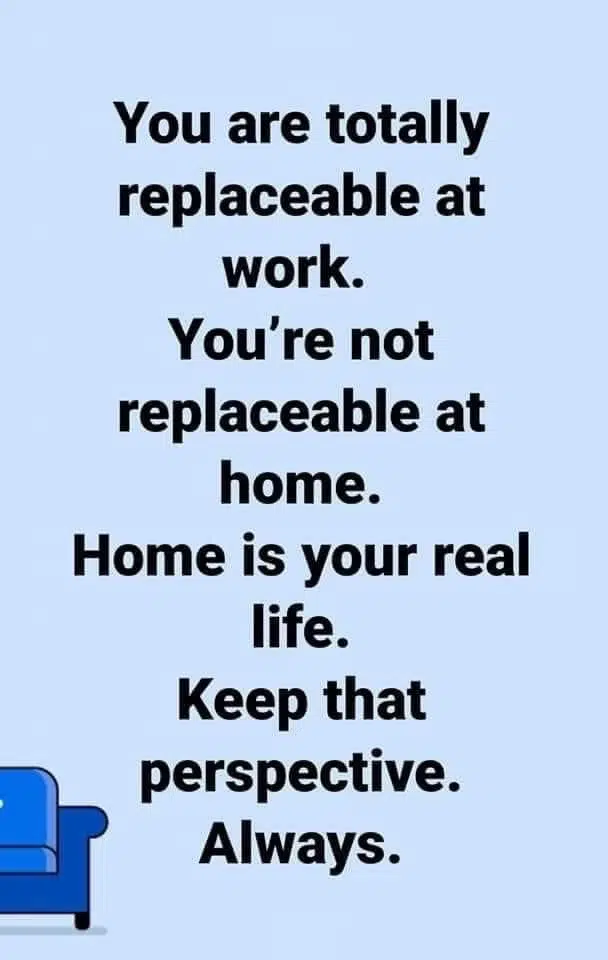 You are totally
replaceable at
work.
You’re not
replaceable at
home.
Home is your real
life.
Keep that
perspective.
Always.